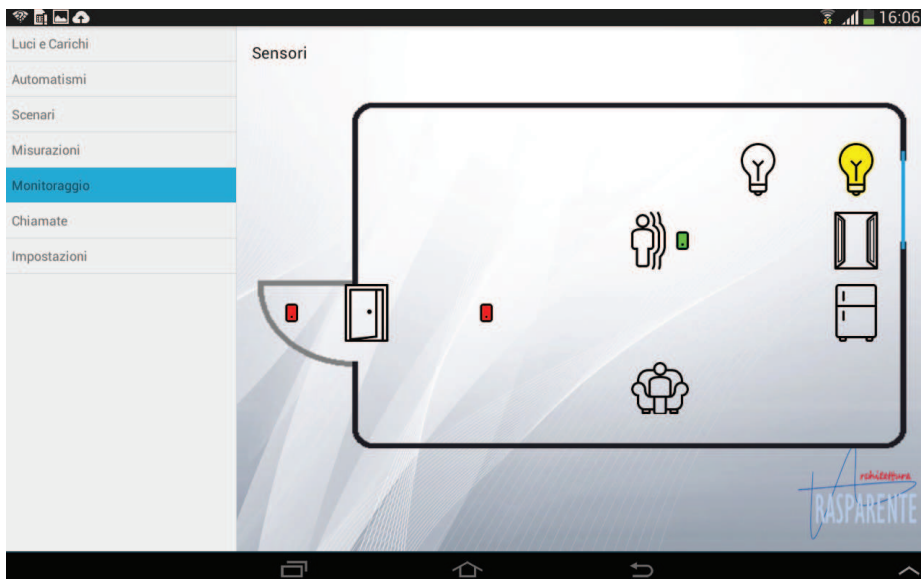 16:06
Luci e Carichi
Automatismi
Scenari
Misurazioni
Monitoraggio
Chiamate
Impostazioni
Sensori
rchitettura
RASPARENTE